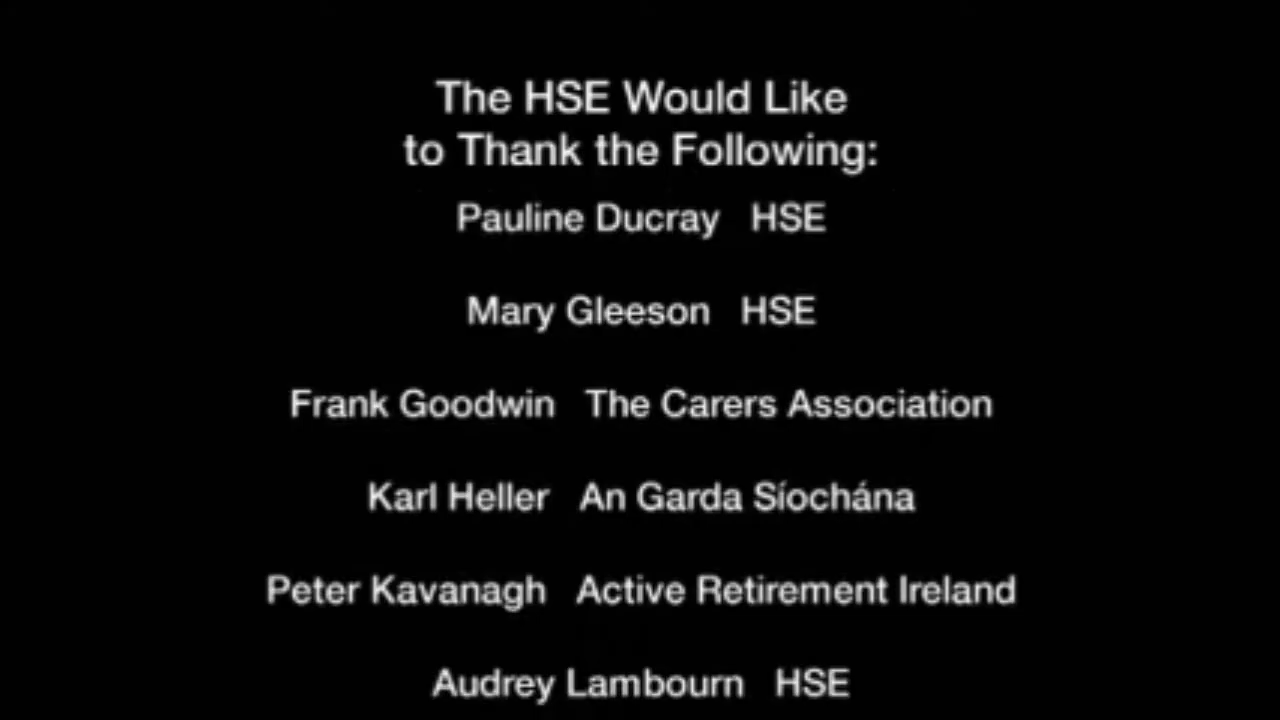 The HSE Would Like
to Thank the Following:
Pauline Ducray HSE
Mary Gleeson HSE
Frank Goodwin The Carers Association
Karl Heller An Garda Síochána
Peter Kavanagh Active Retirement Ireland
Audrey Lambourn HSE